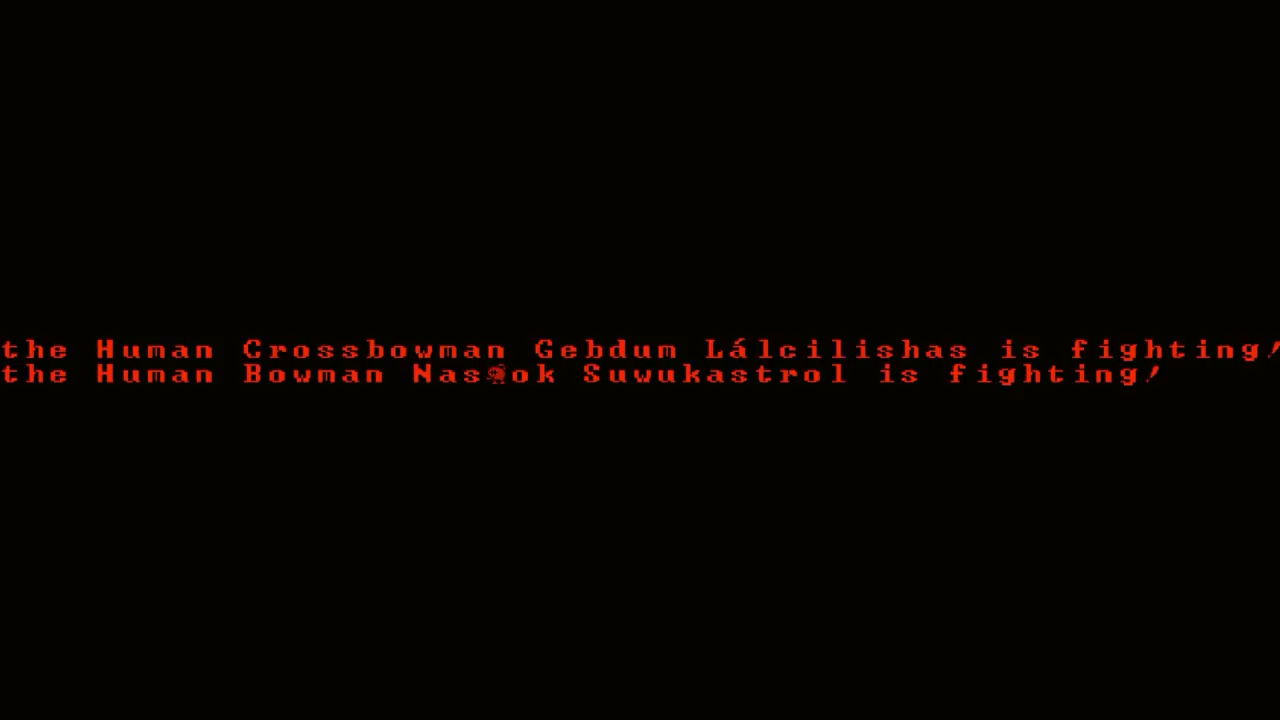 the Human Crossbowman Gebdum Lálcilishas is fighting!
the Human Bowman Suwukastrol is fighting!